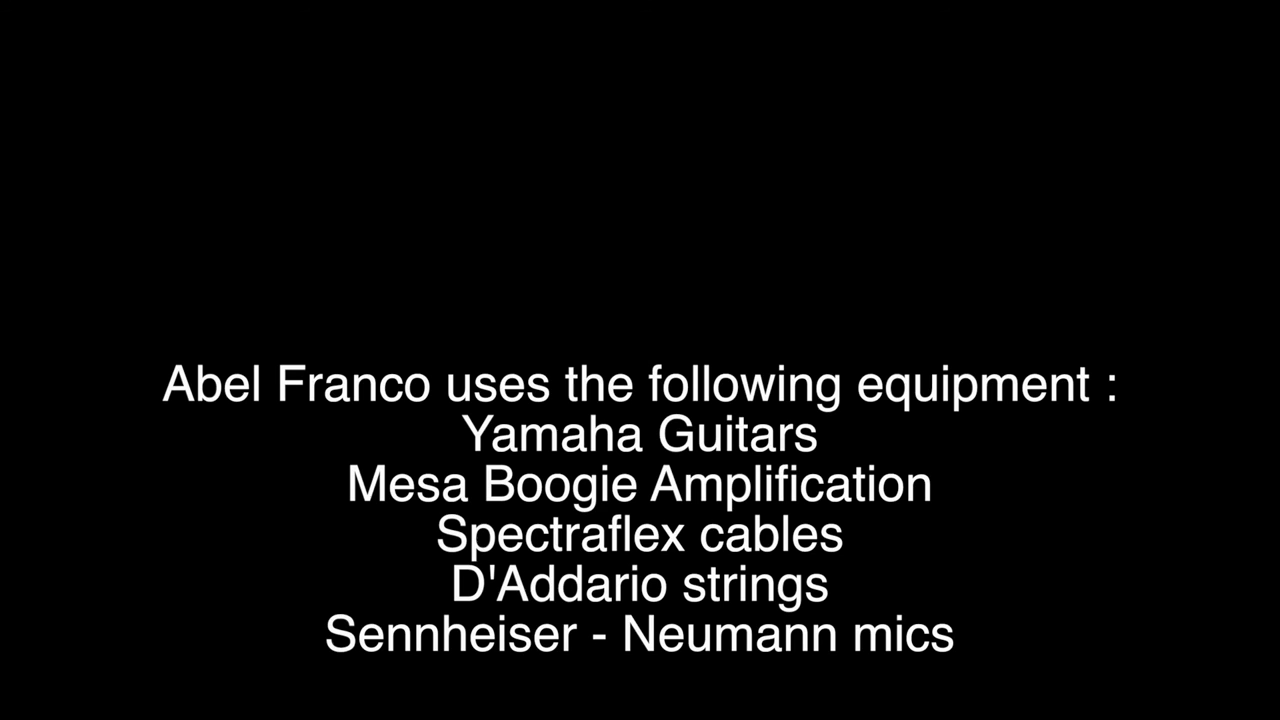 Abel Franco uses the following equipment :
Yamaha Guitars
Mesa Boogie Amplification
Spectraflex cables
D'Addario strings
Sennheiser - Neumann mics